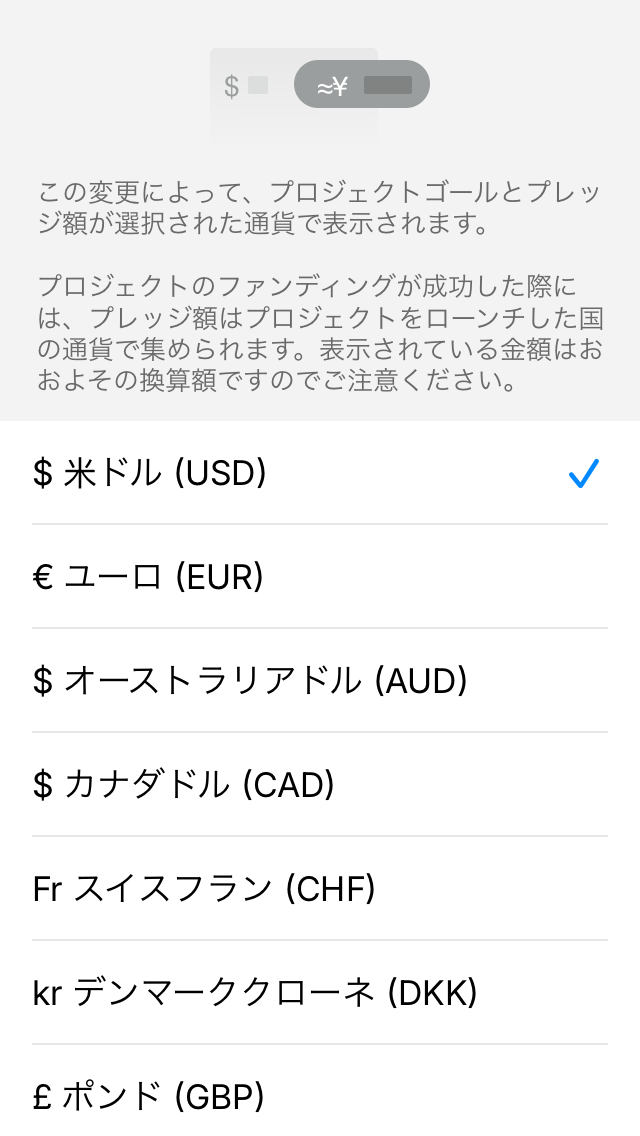 $ ≈¥
この変更によって、プロジェクトゴールとプレッ
ジ額が選択された通貨で表示されます。
プロジェクトのファンディングが成功した際に
は、プレッジ額はプロジェクトをローンチした国
の通貨で集められます。表示されている金額はお
およその換算額ですのでご注意ください。
$ 米ドル (USD)
€ ユーロ (EUR)
$ オーストラリアドル (AUD)
$ カナダドル (CAD)
Fr スイスフラン (CHF)
kr デンマーククローネ (DKK)
£ ポンド (GBP)